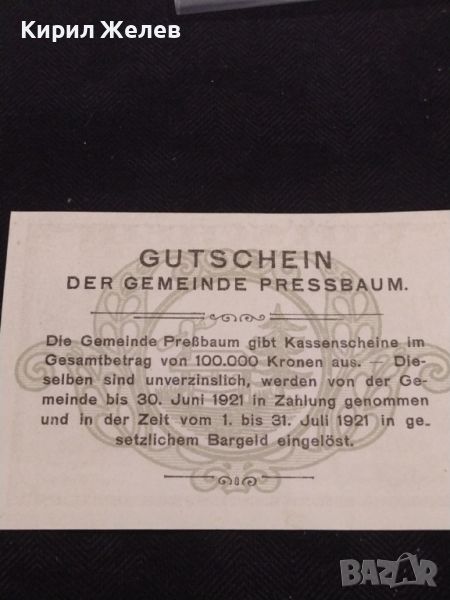 Кирил Желев
GUTSCHEIN
DER GEMEINDE PRESSBAUM.
Die Gemeinde Preßbaum gibt Kassenscheine im
Gesamtbetrag von 100.000 Kronen aus. — Die-
selben sind unverzinslich, werden von der Ge-
meinde bis 30. Juni 1921 in Zahlung genommen
und in der Zeit vom 1. bis 31. Juli 1921 in ge-
setzlichem Bargeld eingelöst.
BAZAR